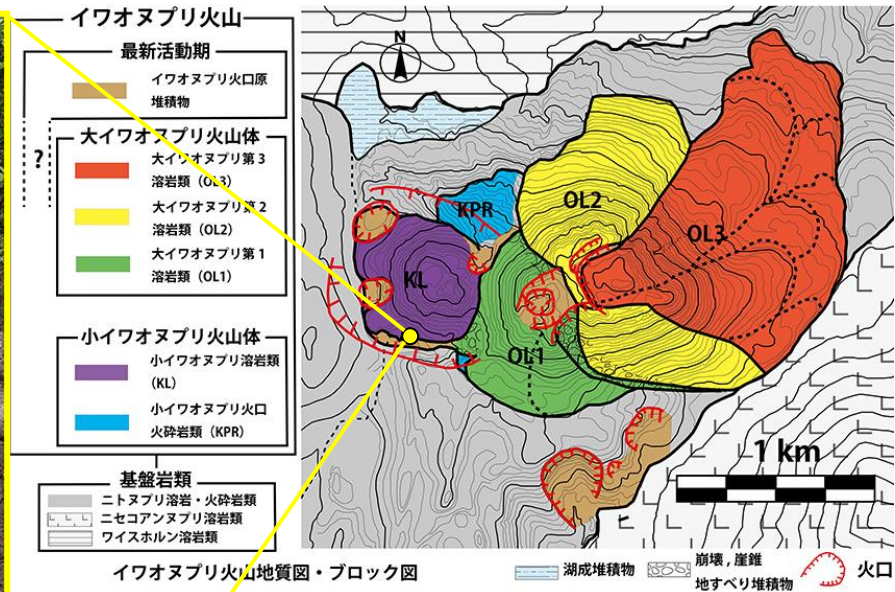 イワオヌプリ火山
最新活動期
イワオヌプリ火口原
堆積物
?
大イワオヌプリ火山体
大イワオヌプリ第3
溶岩類(OL3)
大イワオヌプリ第2
溶岩類(OL2)
大イワオヌプリ第1
溶岩類(OL1)
小イワオヌプリ火山体
小イワオヌプリ溶岩類
(KL)
小イワオヌプリ火口
火砕岩類(KPR)
基盤岩類
ニトヌプリ溶岩・火砕岩類
ニセコアンヌプリ溶岩類
ワイスホルン溶岩類
N
KPR
OL2
OL3
KL
OL1
1 km
イワオヌプリ火山地質図・ブロック図
湖成堆積物
崩壊,崖錐
地すべり堆積物
火口